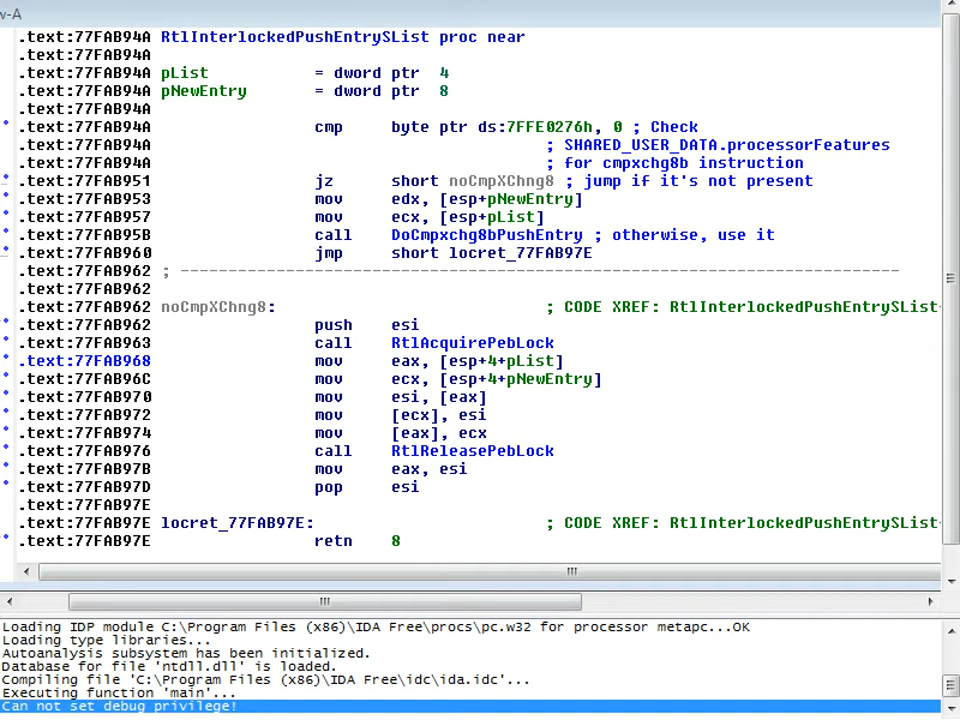 w-A
.text:77FAB94A RtlInterlockedPushEntrySList proc near
.text:77FAB94A
.text:77FAB94A pList = dword ptr 4
.text:77FAB94A pNewEntry = dword ptr 8
.text:77FAB94A
.text:77FAB94A cmp byte ptr ds:7FFE0276h, 0 ; Check
.text:77FAB94A ; SHARED_USER_DATA.processorFeatures
.text:77FAB94A ; for cmpxchg8b instruction
.text:77FAB951 jz short noCmpXChng8 ; jump if it's not present
.text:77FAB953 mov edx, [esp+pNewEntry]
.text:77FAB957 mov ecx, [esp+pList]
.text:77FAB95B call DoCmpxchg8bPushEntry ; otherwise, use it
.text:77FAB960 jmp short locret_77FAB97E
.text:77FAB962 ; ---------------------------------------------------------------------------
.text:77FAB962
.text:77FAB962 noCmpXChng8: ; CODE XREF: RtlInterlockedPushEntrySList
.text:77FAB962 push esi
.text:77FAB963 call RtlAcquirePebLock
.text:77FAB968 mov eax, [esp+4+pList]
.text:77FAB96C mov ecx, [esp+4+pNewEntry]
.text:77FAB970 mov esi, [eax]
.text:77FAB972 mov [ecx], esi
.text:77FAB974 mov [eax], ecx
.text:77FAB976 call RtlReleasePebLock
.text:77FAB97B mov eax, esi
.text:77FAB97D pop esi
.text:77FAB97E
.text:77FAB97E locret_77FAB97E: ; CODE XREF: RtlInterlockedPushEntrySList
.text:77FAB97E retn 8
Loading IDP module C:\Program Files (x86)\IDA Free\procs\pc.w32 for processor metapc...OK
Loading type libraries...
Autoanalysis subsystem has been initialized.
Database for file 'ntdll.dll' is loaded.
Compiling file 'C:\Program Files (x86)\IDA Free\idc\ida.idc'...
Executing function 'main'...
Can not set debug privilege!